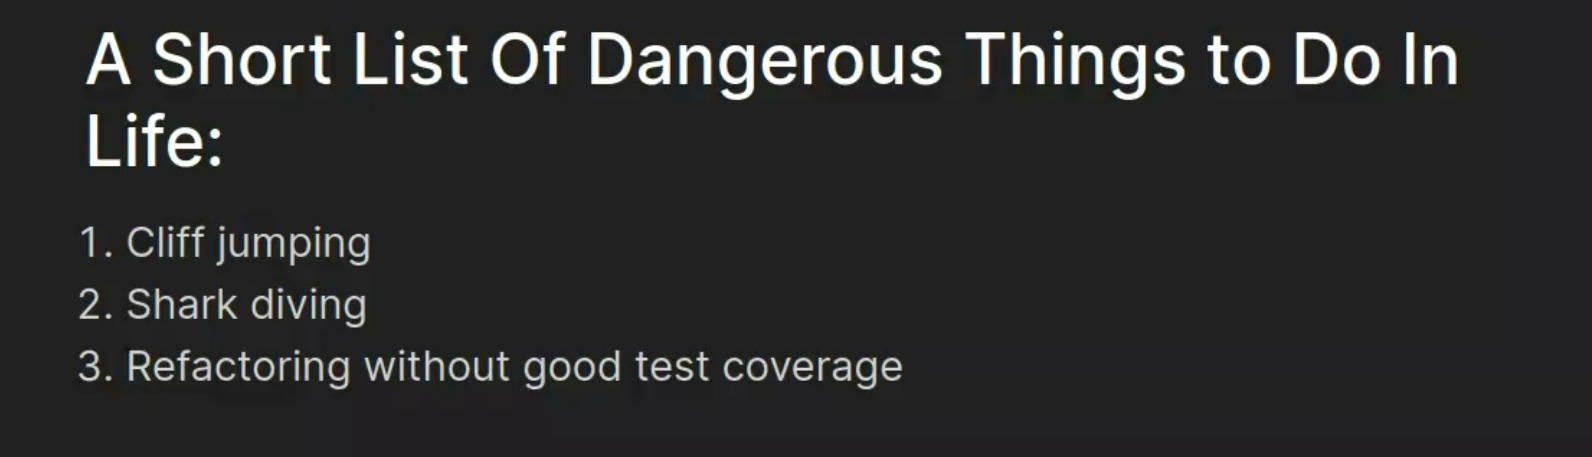 A Short List Of Dangerous Things to Do In
Life:
1. Cliff jumping
2. Shark diving
3. Refactoring without good test coverage